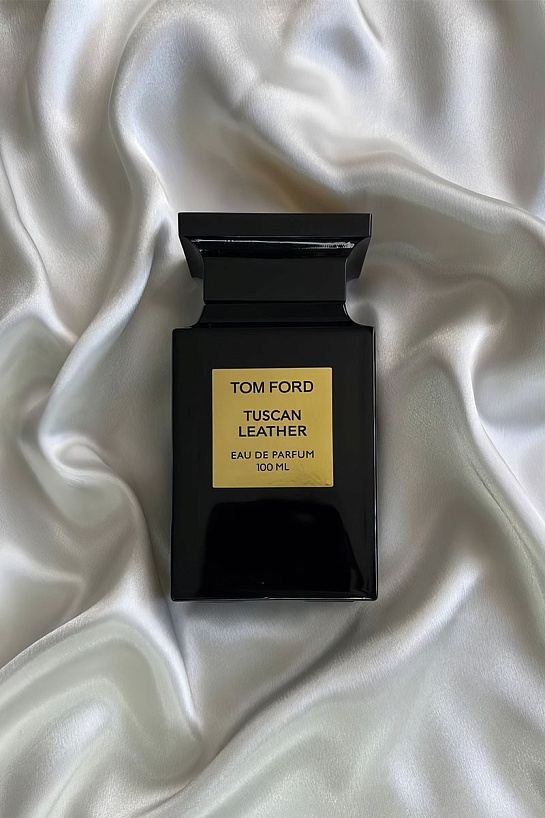 TOM FORD
TUSCAN
LEATHER
EAU DE PARFUM
100 ML